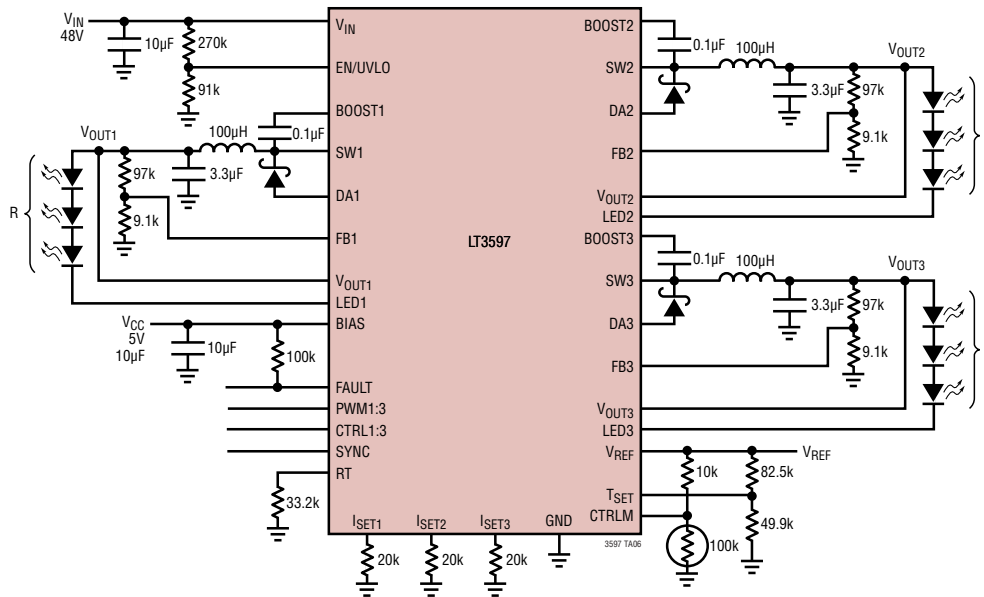 VIN
48V
10µF
270k
91k
VIN
EN/UVLO
BOOST1
SW1
DA1
FB1
VOUT1
LED1
BIAS
FAULT
PWM1:3
CTRL1:3
SYNC
RT
VOUT1
100µH
0.1µF
97k
3.3µF
9.1k
R
VCC
5V
10µF
10µF
100k
33.2k
LT3597
ISET1
ISET2
ISET3
GND
20k
20k
20k
3597 TA06
BOOST2
SW2
DA2
FB2
VOUT2
LED2
BOOST3
SW3
DA3
FB3
VOUT3
LED3
VREF
TSET
CTRLM
0.1µF
100µH
VOUT2
3.3µF
97k
9.1k
0.1µF
100µH
VOUT3
3.3µF
97k
9.1k
VREF
10k
82.5k
49.9k
100k